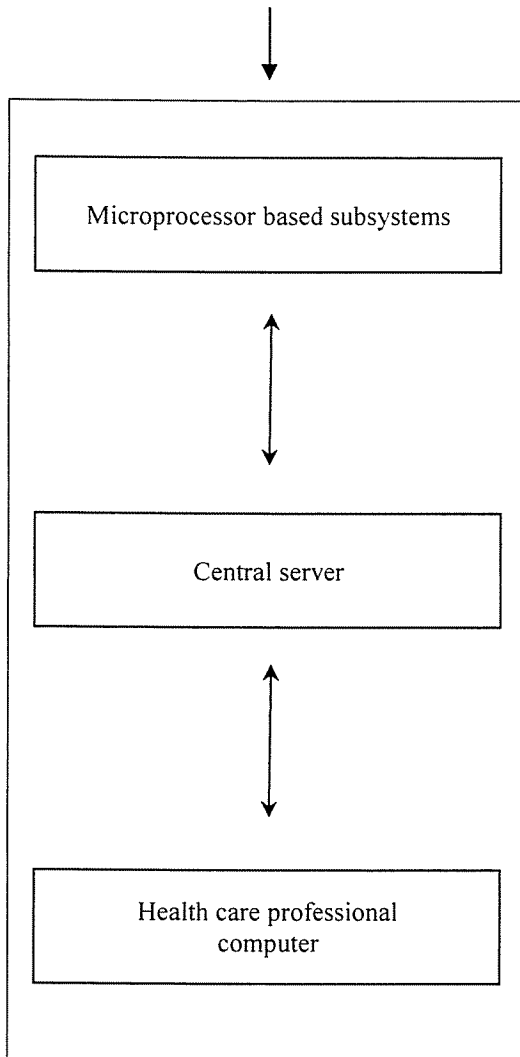 Microprocessor based subsystems
Central server
Health care professional
computer